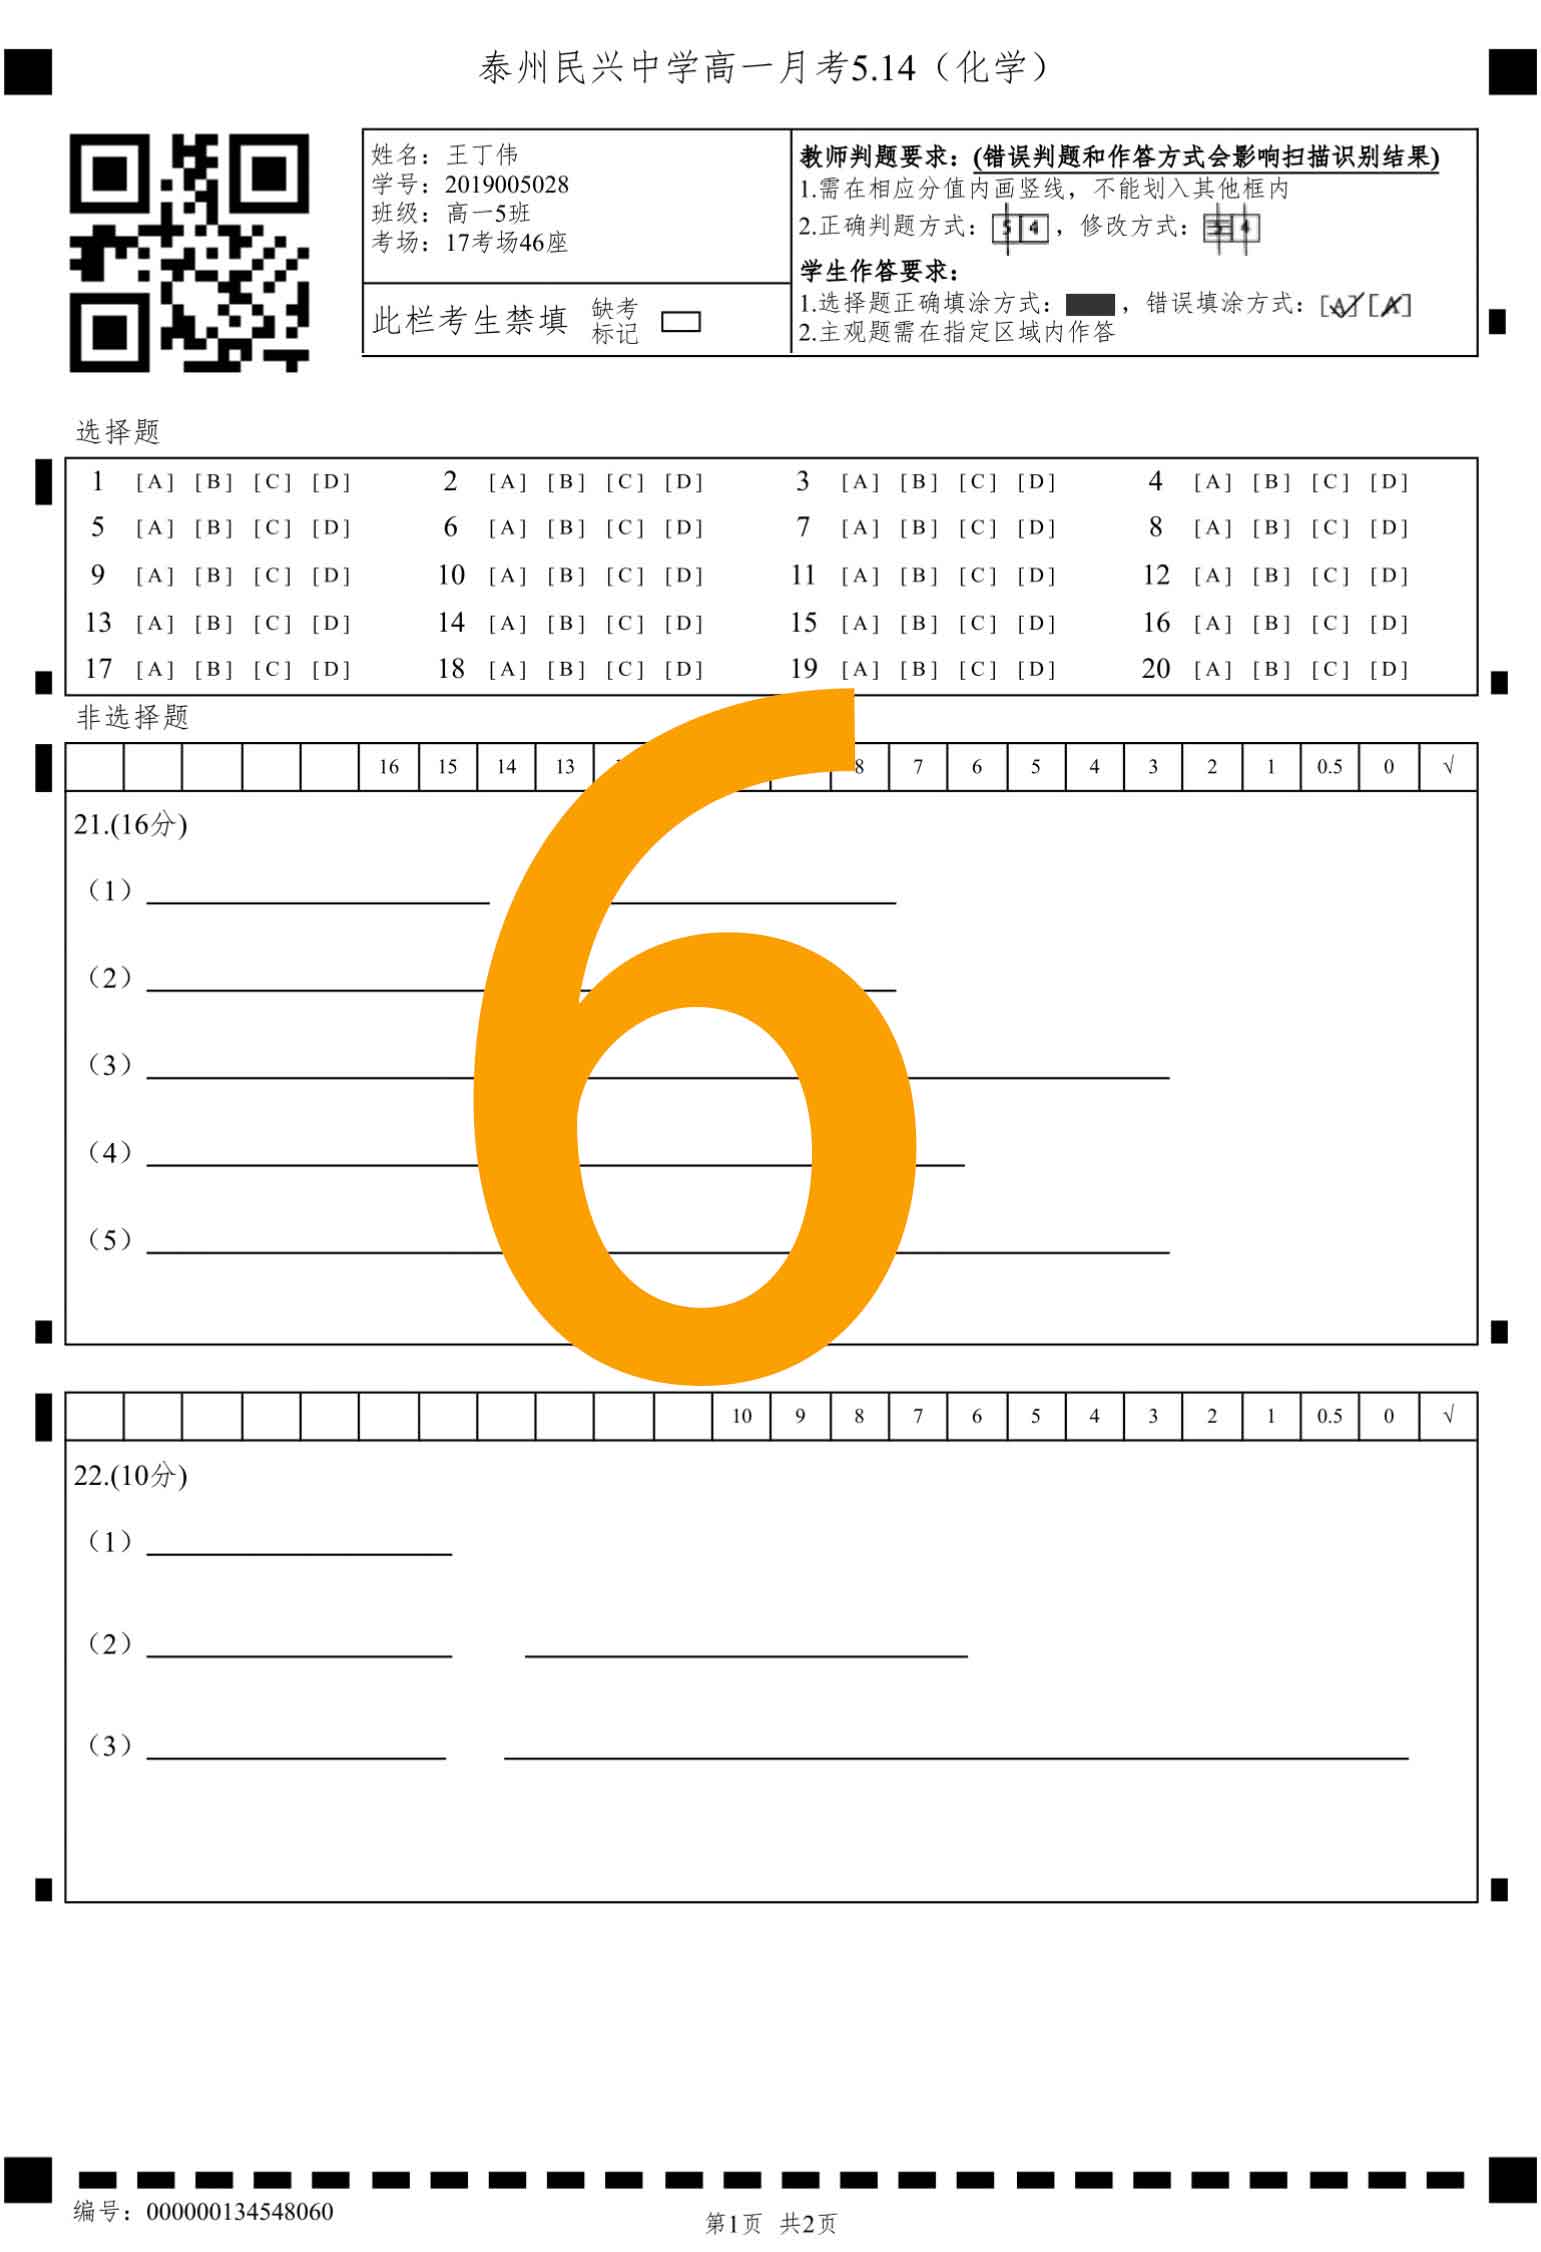 泰州民兴中学高一月考5.14（化学）
姓名：王丁伟
学号：2019005028
班级：高一5班
考场：17考场46座
此栏考生禁填 缺考标记
教师判题要求：(错误判题和作答方式会影响扫描识别结果)
1.需在相应分值内画竖线，不能划入其他框内
2.正确判题方式：5 4，修改方式：5 4
学生作答要求：
1.选择题正确填涂方式： ，错误填涂方式：[A] [A]
2.主观题需在指定区域内作答
选择题
1 [A] [B] [C] [D] 2 [A] [B] [C] [D] 3 [A] [B] [C] [D] 4 [A] [B] [C] [D]
5 [A] [B] [C] [D] 6 [A] [B] [C] [D] 7 [A] [B] [C] [D] 8 [A] [B] [C] [D]
9 [A] [B] [C] [D] 10 [A] [B] [C] [D] 11 [A] [B] [C] [D] 12 [A] [B] [C] [D]
13 [A] [B] [C] [D] 14 [A] [B] [C] [D] 15 [A] [B] [C] [D] 16 [A] [B] [C] [D]
17 [A] [B] [C] [D] 18 [A] [B] [C] [D] 19 [A] [B] [C] [D] 20 [A] [B] [C] [D]
非选择题
16 15 14 13 8 7 6 5 4 3 2 1 0.5 0 √
21.(16分)
（1）
（2）
（3）
（4）
（5）
6
10 9 8 7 6 5 4 3 2 1 0.5 0 √
22.(10分)
（1）
（2）
（3）
编号：000000134548060
第1页 共2页